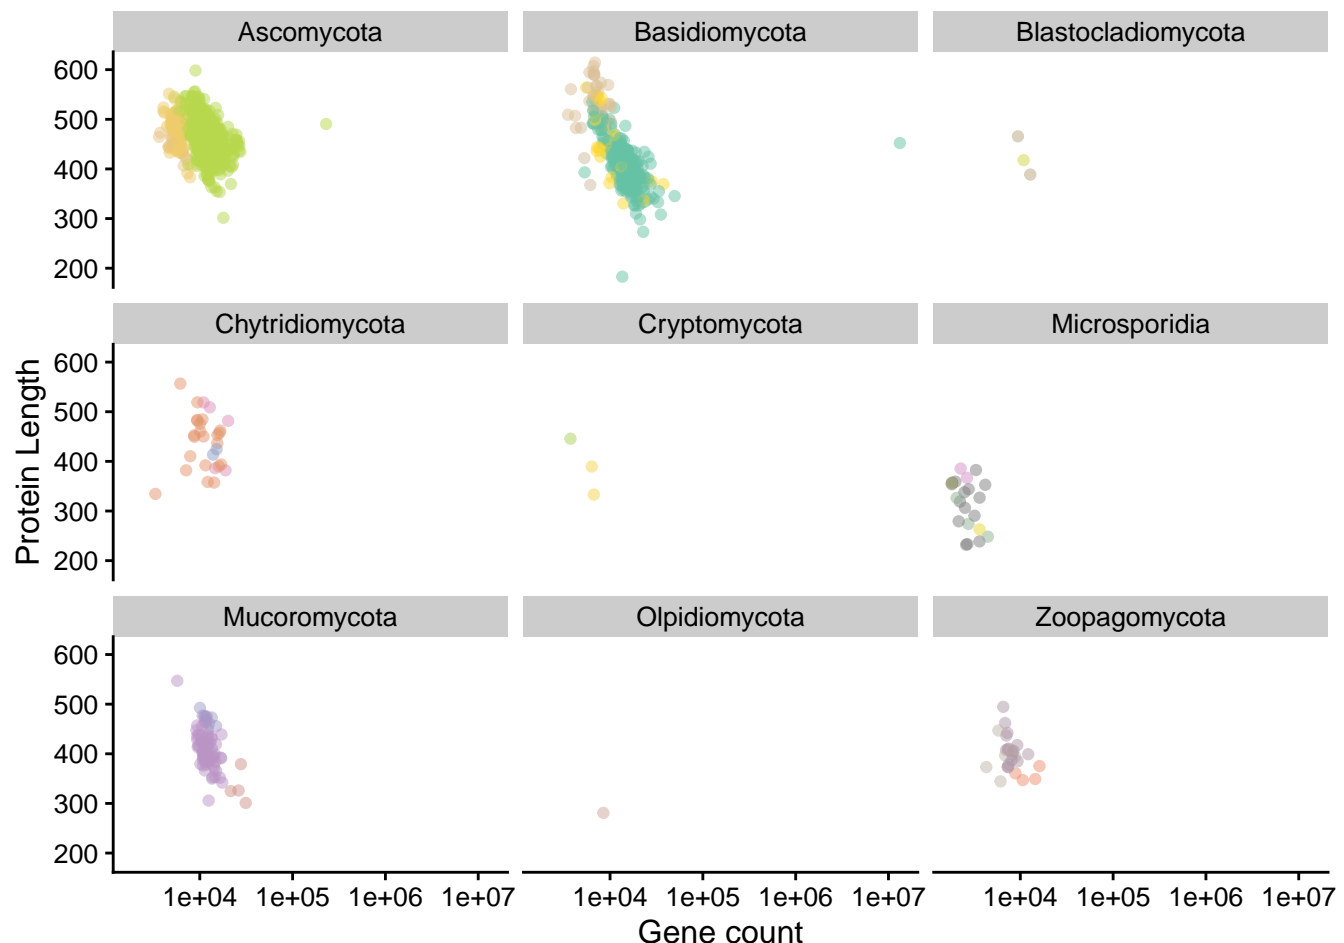 Ascomycota Basidiomycota Blastocladiomycota
600
500
400
300
200
Chytridiomycota Cryptomycota Microsporidia
600
500
400
300
200
Protein Length
Mucoromycota Olpidiomycota Zoopagomycota
600
500
400
300
200
1e+04 1e+05 1e+06 1e+07 1e+04 1e+05 1e+06 1e+07 1e+04 1e+05 1e+06 1e+07
Gene count